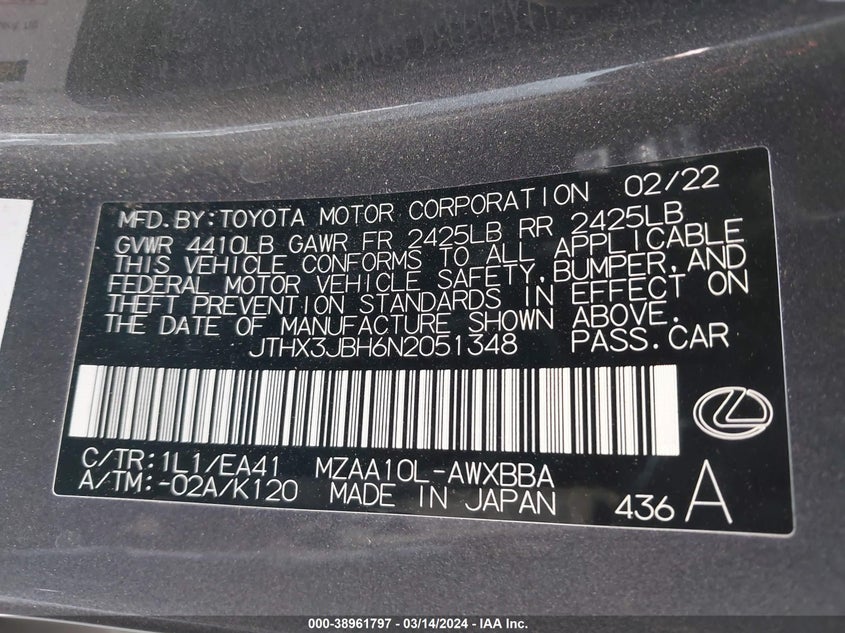 MFD.BY:TOYOTA MOTOR CORPORATION 02/22
GVWR 4410LB GAWR FR 2425LB RR 2425LB
THIS VEHICLE CONFORMS TO ALL APPLICABLE
FEDERAL MOTOR VEHICLE SAFETY,BUMPER,AND
THEFT PREVENTION STANDARDS IN EFFECT ON
THE DATE OF MANUFACTURE SHOWN ABOVE.
JTHX3JBH6N2051348 PASS.CAR
C/TR:1L1/EA41 MZAA10L-AWXBBA
A/TM:-02A/K120 MADE IN JAPAN 436 A
000-38961797 - 03/14/2024 - IAA Inc.